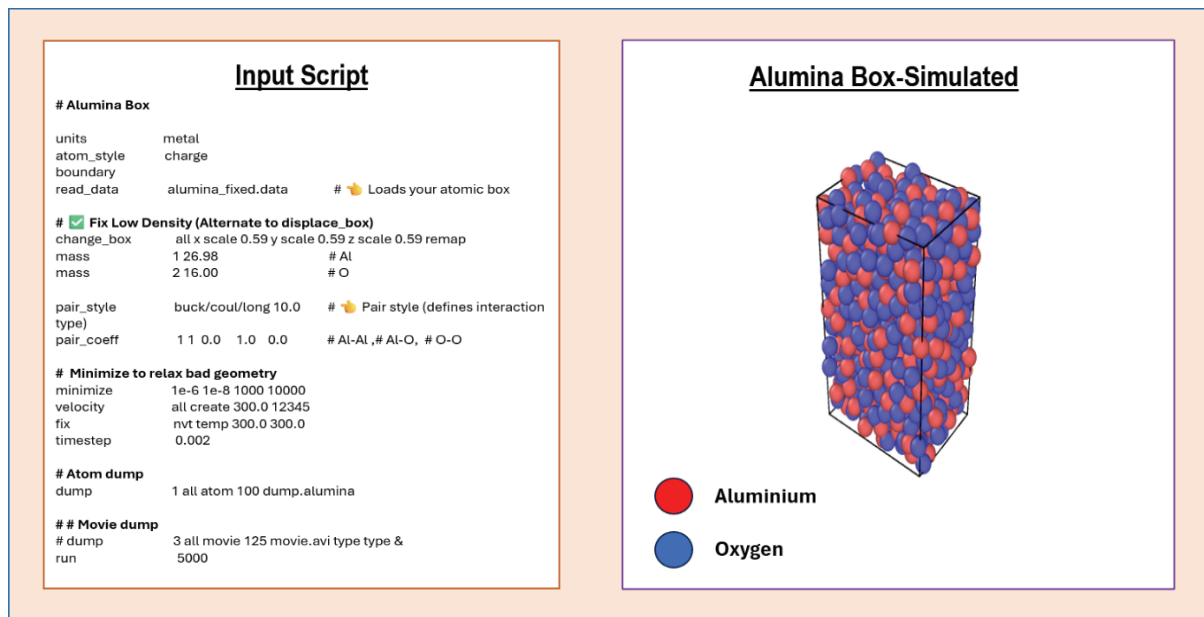 Input Script
# Alumina Box
units metal
atom_style charge
boundary
read_data alumina_fixed.data # 👈 Loads your atomic box
# ✅ Fix Low Density (Alternate to displace_box)
change_box all x scale 0.59 y scale 0.59 z scale 0.59 remap
mass 1 26.98 # Al
mass 2 16.00 # O
pair_style buck/coul/long 10.0 # 👈 Pair style (defines interaction
type)
pair_coeff 1 1 0.0 1.0 0.0 # Al-Al ,# Al-O, # O-O
# Minimize to relax bad geometry
minimize 1e-6 1e-8 1000 10000
velocity all create 300.0 12345
fix nvt temp 300.0 300.0
timestep 0.002
# Atom dump
dump 1 all atom 100 dump.alumina
# # Movie dump
# dump 3 all movie 125 movie.avi type type &
run 5000
Alumina Box-Simulated
Aluminium
Oxygen